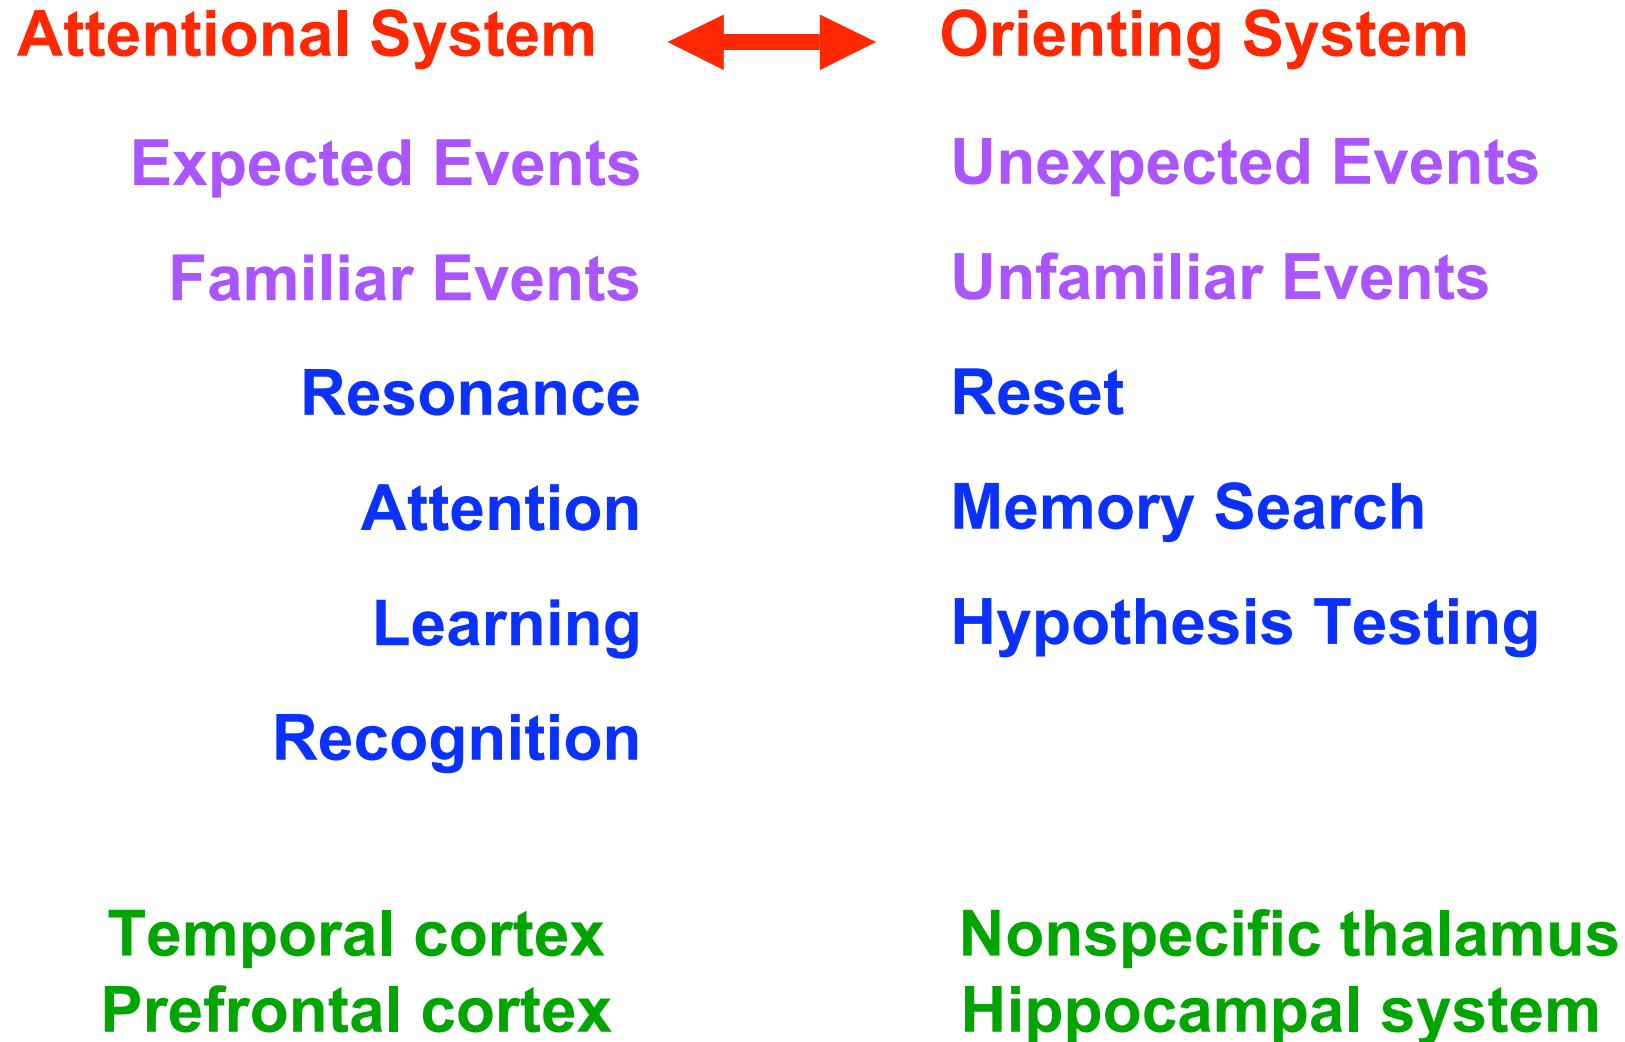 Attentional System Orienting System
Expected Events Unexpected Events
Familiar Events Unfamiliar Events
Resonance Reset
Attention Memory Search
Learning Hypothesis Testing
Recognition
Temporal cortex Nonspecific thalamus
Prefrontal cortex Hippocampal system